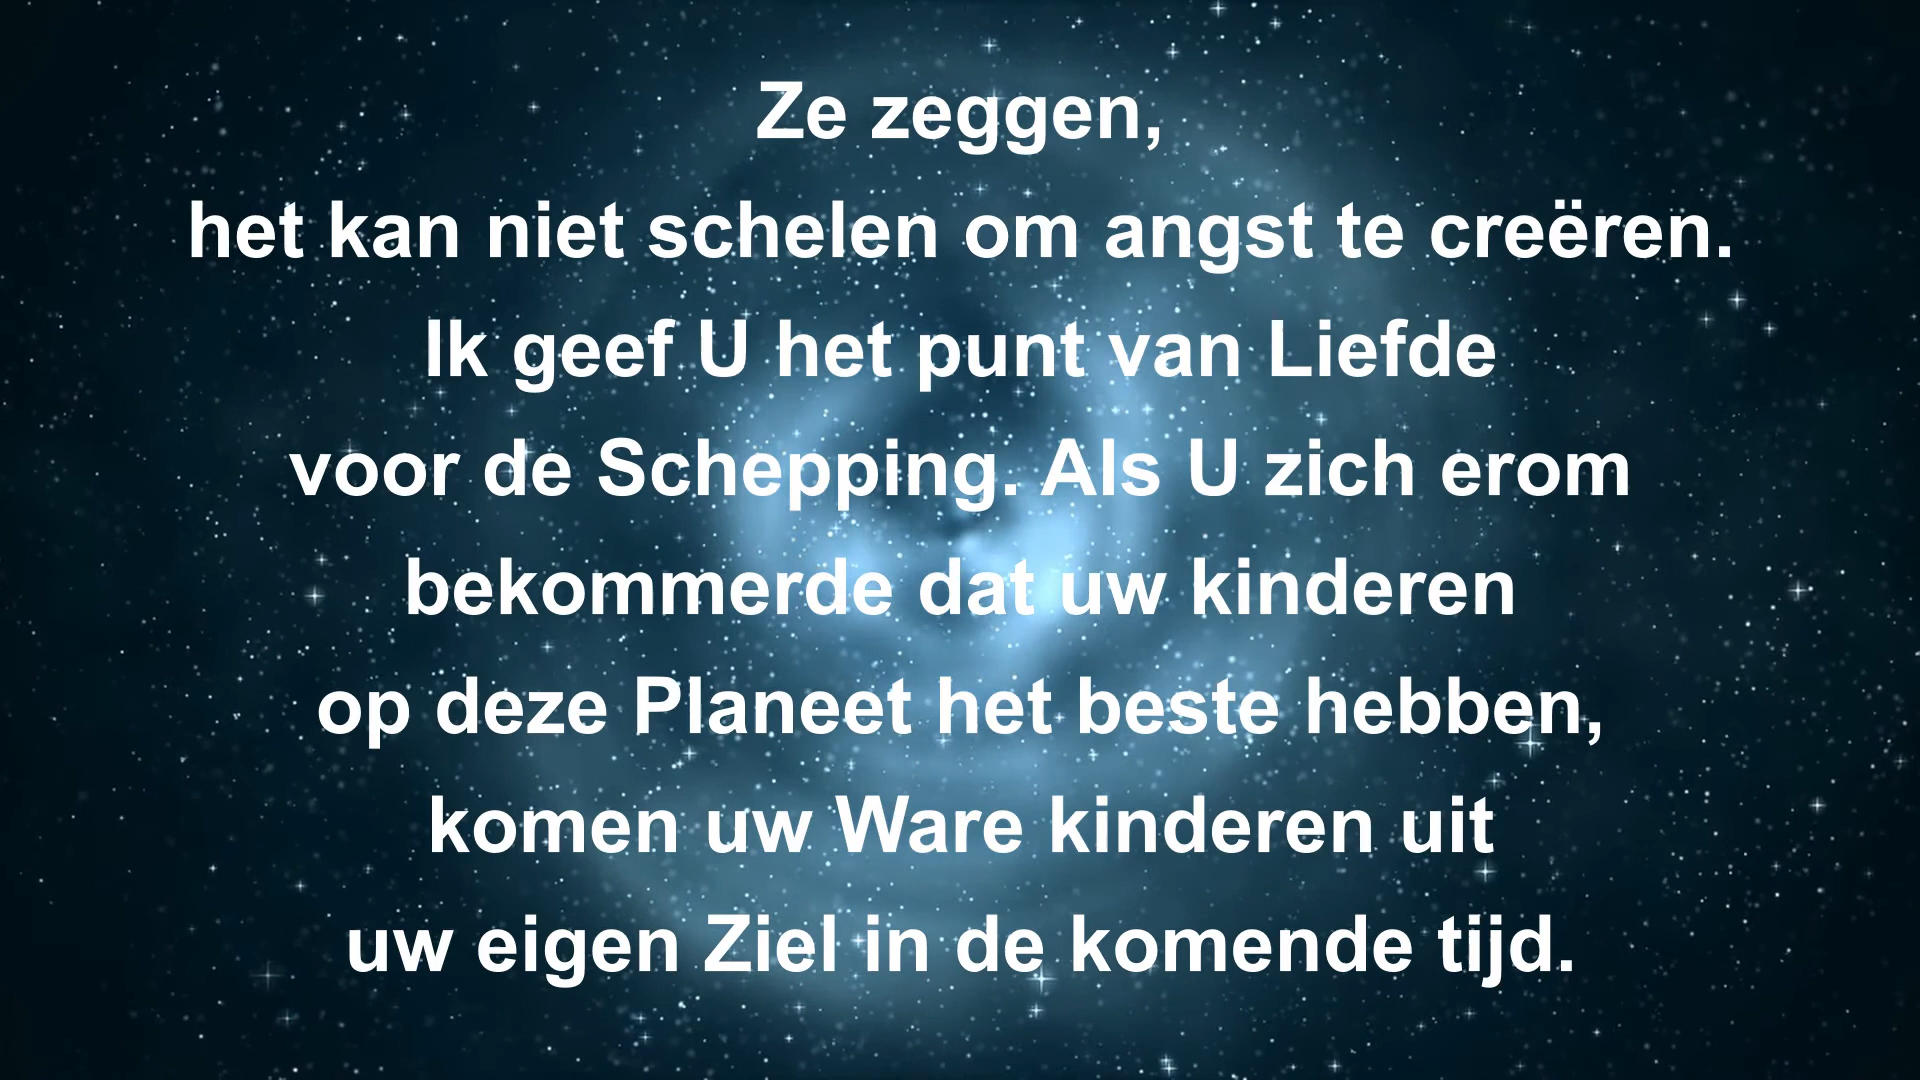 Ze zeggen,
het kan niet schelen om angst te creëren.
Ik geef U het punt van Liefde
voor de Schepping. Als U zich erom
bekommerde dat uw kinderen
op deze Planeet het beste hebben,
komen uw Ware kinderen uit
uw eigen Ziel in de komende tijd.